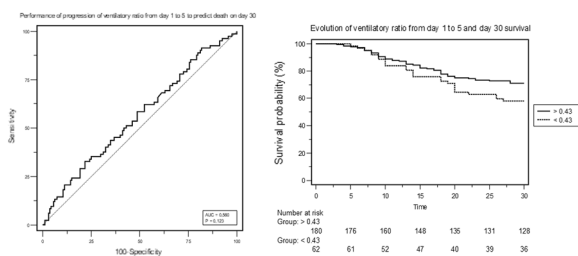 Performance of progression of ventilatory ratio from day 1 to 5 to predict death on day 30
Sensitivity
100
75
50
25
0
0
25
50
75
100
100-Specificity
P = 0,123
Evolution of ventilatory ratio from day 1 to 5 and day 30 survival
Survival probability (%)
100
80
60
40
20
0
0 5 10 15 20 25 30
Time
> 0.43
< 0.43
Number at risk
Group: > 0.43
180 176 160 148 135 131 128
Group: < 0.43
62 61 52 47 40 39 36